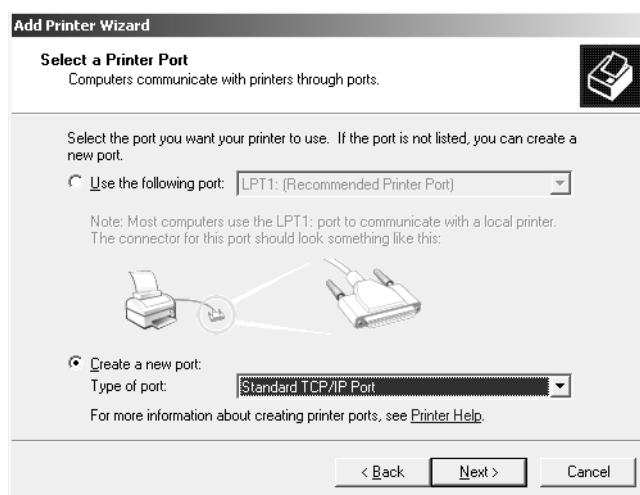 Add Printer Wizard
Select a Printer Port
Computers communicate with printers through ports.
Select the port you want your printer to use. If the port is not listed, you can create a
new port.
Use the following port: LPT1: (Recommended Printer Port)
Note: Most computers use the LPT1: port to communicate with a local printer.
The connector for this port should look something like this:
Create a new port:
Type of port: Standard TCP/IP Port
For more information about creating printer ports, see Printer Help.
< Back Next > Cancel